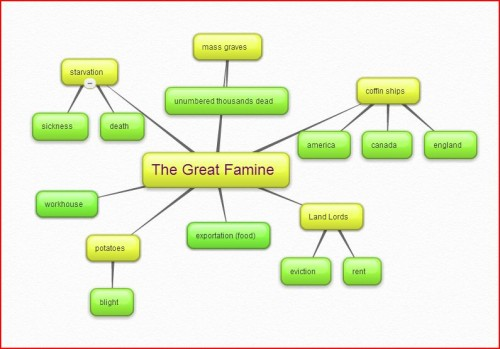 mass graves
starvation
coffin ships
unumbered thousands dead
sickness
death
america
canada
england
The Great Famine
workhouse
Land Lords
exportation (food)
potatoes
eviction
rent
blight